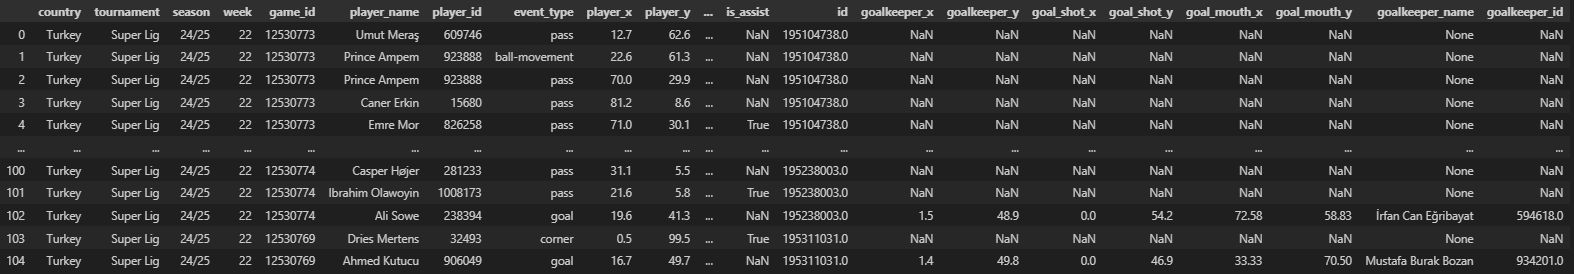 country tournament season week game_id player_name player_id event_type player_x player_y ... is_assist id goalkeeper_x goalkeeper_y goal_shot_x goal_shot_y goal_mouth_x goal_mouth_y goalkeeper_name goalkeeper_id
0 Turkey Super Lig 24/25 22 12530773 Umut Meraş 609746 pass 12.7 62.6 ... NaN 195104738.0 NaN NaN NaN NaN NaN NaN None NaN
1 Turkey Super Lig 24/25 22 12530773 Prince Ampem 923888 ball-movement 22.6 61.3 ... NaN 195104738.0 NaN NaN NaN NaN NaN NaN None NaN
2 Turkey Super Lig 24/25 22 12530773 Prince Ampem 923888 pass 70.0 29.9 ... NaN 195104738.0 NaN NaN NaN NaN NaN NaN None NaN
3 Turkey Super Lig 24/25 22 12530773 Caner Erkin 15680 pass 81.2 8.6 ... NaN 195104738.0 NaN NaN NaN NaN NaN NaN None NaN
4 Turkey Super Lig 24/25 22 12530773 Emre Mor 826258 pass 71.0 30.1 ... True 195104738.0 NaN NaN NaN NaN NaN NaN None NaN
... ... ... ... ... ... ... ... ... ... ... ... ... ... ... ... ... ... ... ... ... ...
100 Turkey Super Lig 24/25 22 12530774 Casper Højer 281233 pass 31.1 5.5 ... NaN 195238003.0 NaN NaN NaN NaN NaN NaN None NaN
101 Turkey Super Lig 24/25 22 12530774 Ibrahim Olawoyin 1008173 pass 21.6 5.8 ... True 195238003.0 NaN NaN NaN NaN NaN NaN None NaN
102 Turkey Super Lig 24/25 22 12530774 Ali Sowe 238394 goal 19.6 41.3 ... NaN 195238003.0 1.5 48.9 0.0 54.2 72.58 58.83 İrfan Can Eğribayat 594618.0
103 Turkey Super Lig 24/25 22 12530769 Dries Mertens 32493 corner 0.5 99.5 ... True 195311031.0 NaN NaN NaN NaN NaN NaN None NaN
104 Turkey Super Lig 24/25 22 12530769 Ahmed Kutucu 906049 goal 16.7 49.7 ... NaN 195311031.0 1.4 49.8 0.0 46.9 33.33 70.50 Mustafa Burak Bozan 934201.0